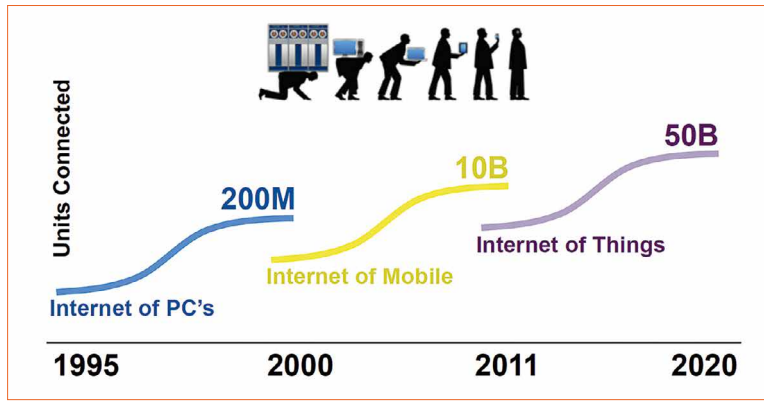 Units Connected
200M
10B
50B
Internet of PC's
Internet of Mobile
Internet of Things
1995
2000
2011
2020